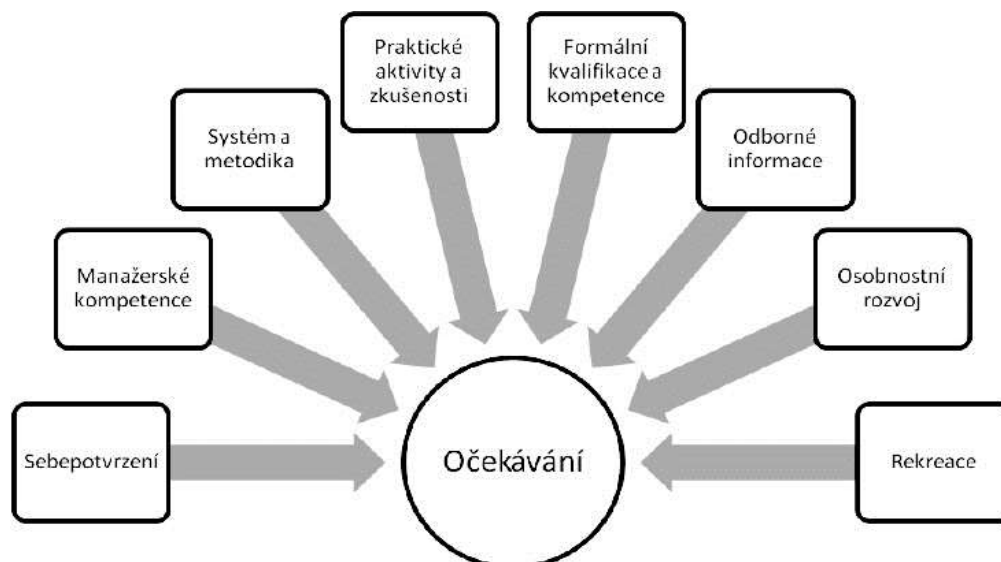 Praktické
aktivity a
zkušenosti
Formální
kvalifikace a
kompetence
Systém a
metodika
Odborné
informace
Manažerské
kompetence
Osobnostní
rozvoj
Sebepotvrzení
Očekávání
Rekreace